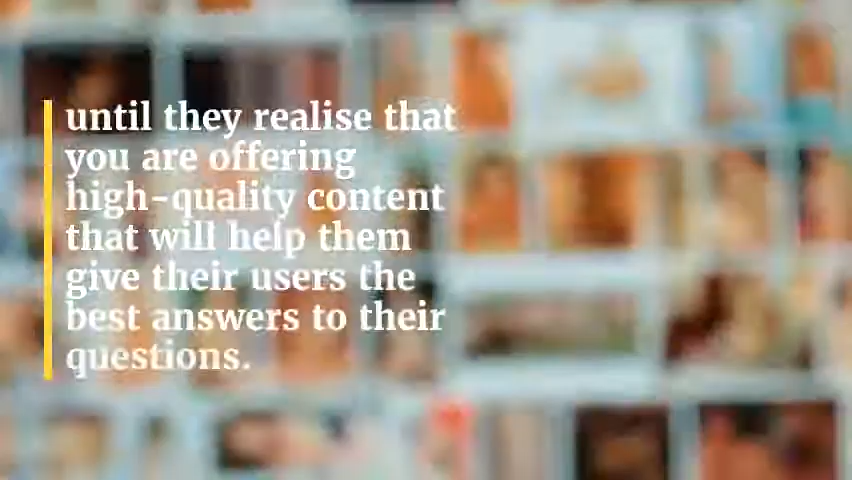 until they realise that
you are offering
high-quality content
that will help them
give their users the
best answers to their
questions.